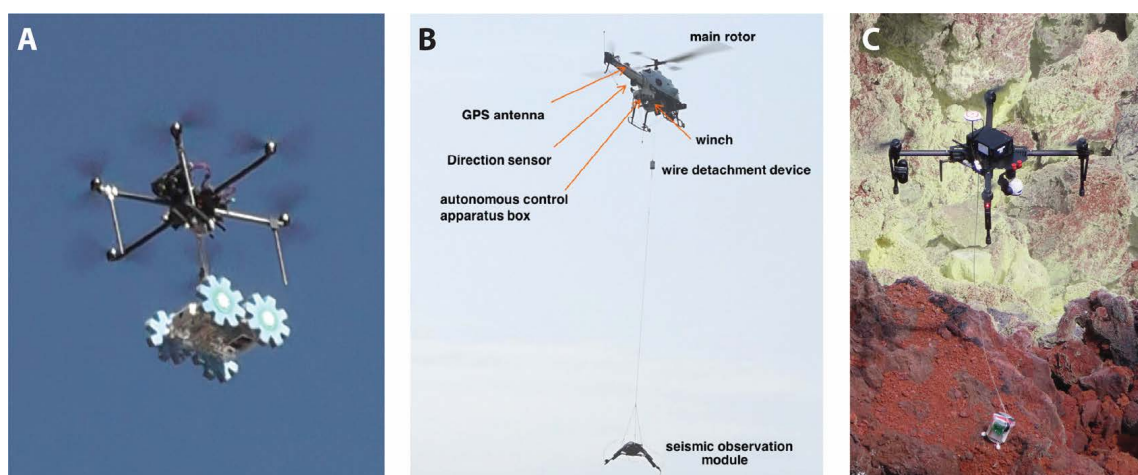 A
B
C
main rotor
GPS antenna
winch
Direction sensor
wire detachment device
autonomous control
apparatus box
seismic observation
module